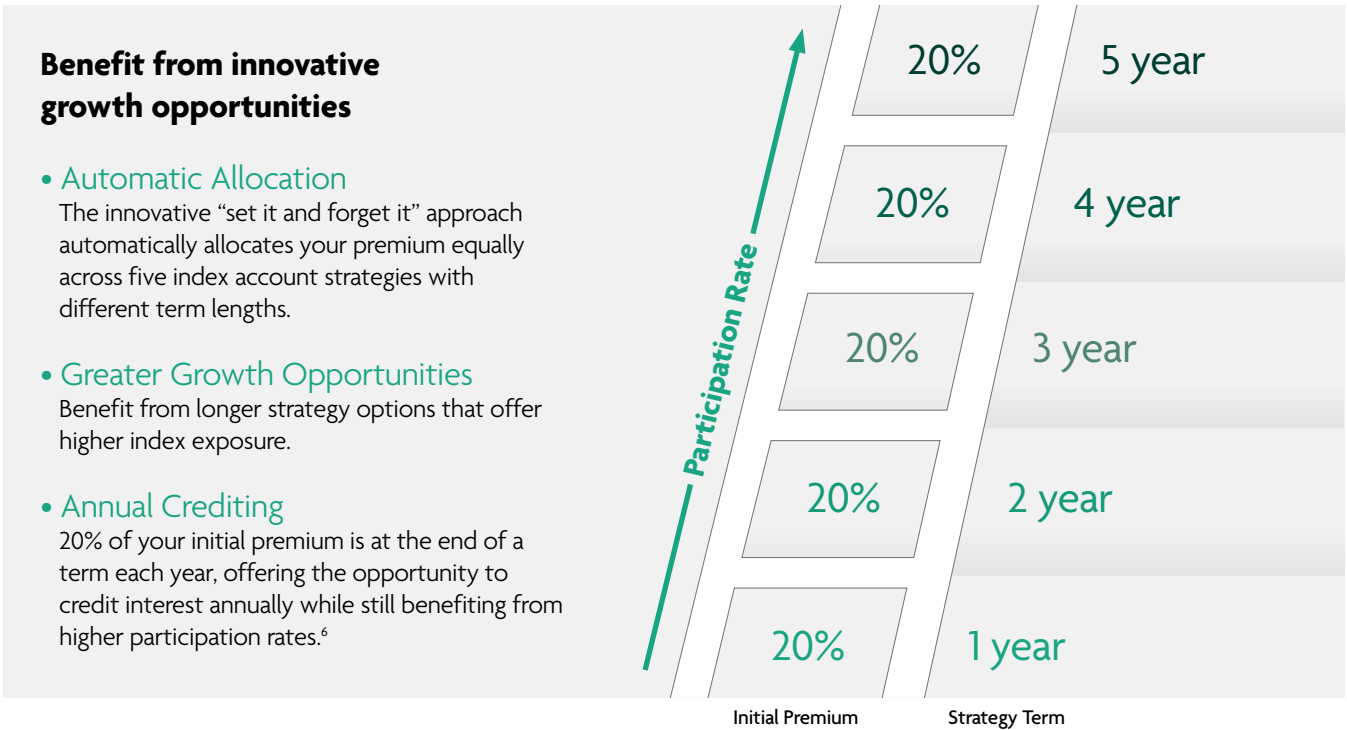 Benefit from innovative
growth opportunities
• Automatic Allocation
The innovative “set it and forget it” approach
automatically allocates your premium equally
across five index account strategies with
different term lengths.
• Greater Growth Opportunities
Benefit from longer strategy options that offer
higher index exposure.
• Annual Crediting
20% of your initial premium is at the end of a
term each year, offering the opportunity to
credit interest annually while still benefiting from
higher participation rates.⁶
Participation Rate
20% 5 year
20% 4 year
20% 3 year
20% 2 year
20% 1 year
Initial Premium Strategy Term